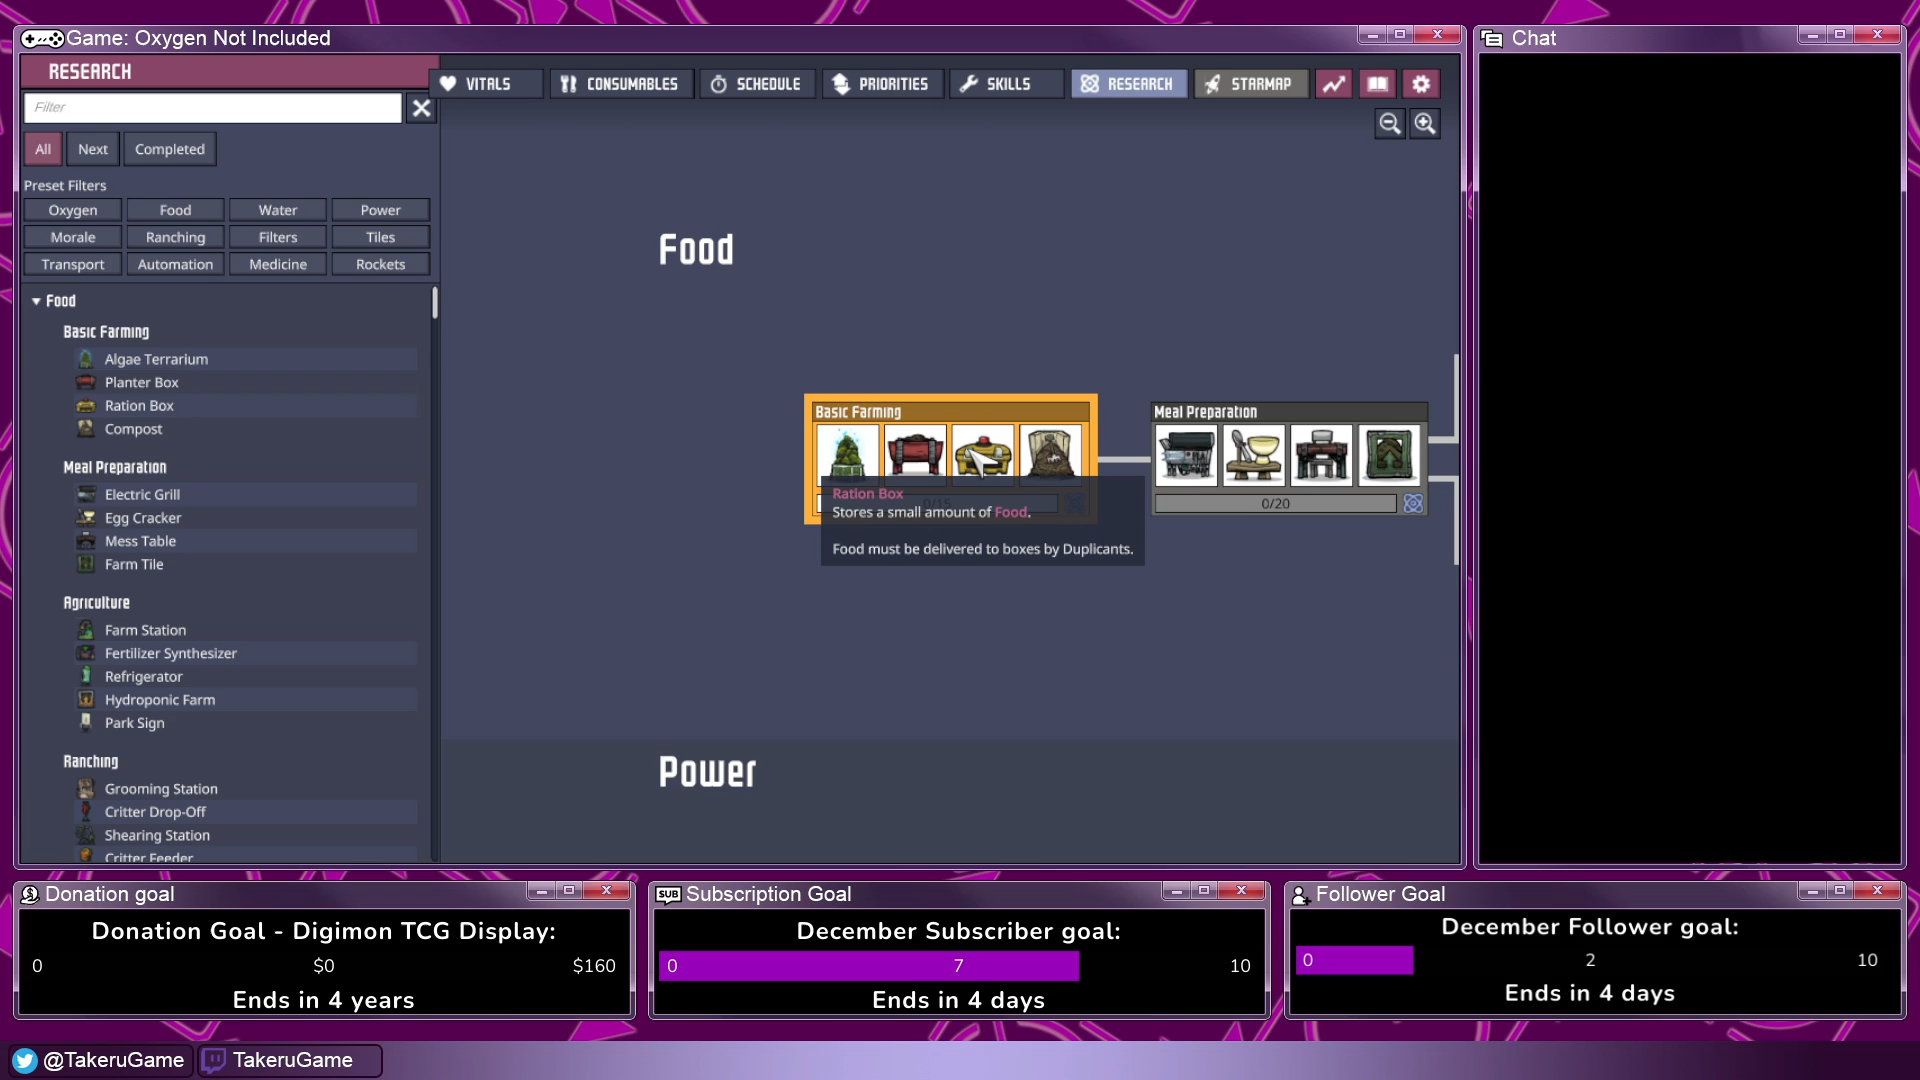 Game: Oxygen Not Included
Chat
RESEARCH
VITALS
CONSUMABLES
SCHEDULE
PRIORITIES
SKILLS
RESEARCH
STARMAP
Filter
All
Next
Completed
Preset Filters
Oxygen
Food
Water
Power
Morale
Ranching
Filters
Tiles
Transport
Automation
Medicine
Rockets
Food
Basic Farming
Algae Terrarium
Planter Box
Ration Box
Compost
Meal Preparation
Electric Grill
Egg Cracker
Mess Table
Farm Tile
Agriculture
Farm Station
Fertilizer Synthesizer
Refrigerator
Hydroponic Farm
Park Sign
Ranching
Grooming Station
Critter Drop-Off
Shearing Station
Critter Feeder
Food
Basic Farming
0/15
Ration Box
Stores a small amount of Food.
Food must be delivered to boxes by Duplicants.
Meal Preparation
0/20
Power
Donation goal
Donation Goal - Digimon TCG Display:
0
$0
$160
Ends in 4 years
SUB
Subscription Goal
December Subscriber goal:
0
7
10
Ends in 4 days
Follower Goal
December Follower goal:
0
2
10
Ends in 4 days
@TakeruGame
TakeruGame